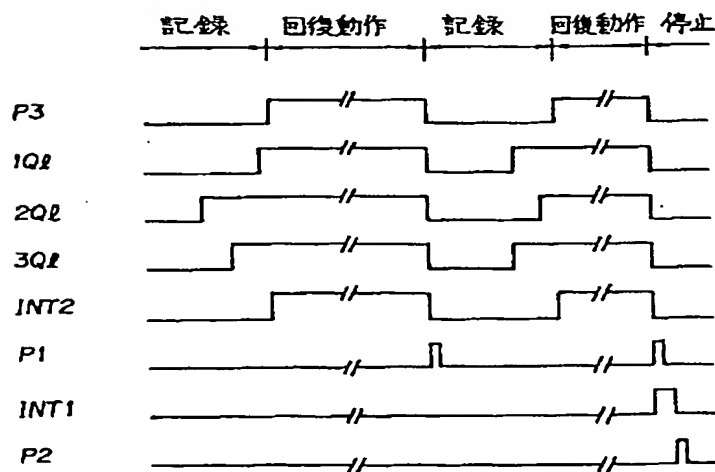 記録 回復動作 記録 回復動作 停止
P3
1Qℓ
2Qℓ
3Qℓ
INT2
P1
INT1
P2